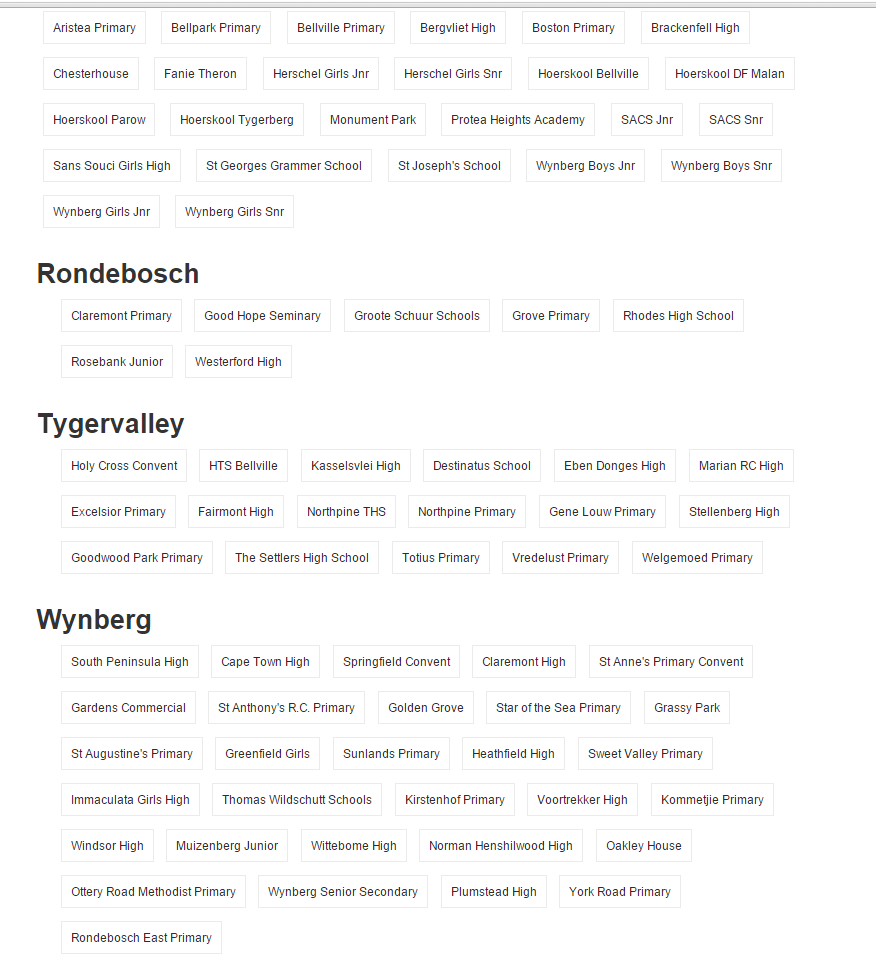 Aristea Primary Bellpark Primary Bellville Primary Bergvliet High Boston Primary Brackenfell High
Chesterhouse Fanie Theron Herschel Girls Jnr Herschel Girls Snr Hoerskool Bellville Hoerskool DF Malan
Hoerskool Parow Hoerskool Tygerberg Monument Park Protea Heights Academy SACS Jnr SACS Snr
Sans Souci Girls High St Georges Grammer School St Joseph's School Wynberg Boys Jnr Wynberg Boys Snr
Wynberg Girls Jnr Wynberg Girls Snr
Rondebosch
Claremont Primary Good Hope Seminary Groote Schuur Schools Grove Primary Rhodes High School
Rosebank Junior Westerford High
Tygervalley
Holy Cross Convent HTS Bellville Kasselsvlei High Destinatus School Eben Donges High Marian RC High
Excelsior Primary Fairmont High Northpine THS Northpine Primary Gene Louw Primary Stellenberg High
Goodwood Park Primary The Settlers High School Totius Primary Vredelust Primary Welgemoed Primary
Wynberg
South Peninsula High Cape Town High Springfield Convent Claremont High St Anne's Primary Convent
Gardens Commercial St Anthony's R.C. Primary Golden Grove Star of the Sea Primary Grassy Park
St Augustine's Primary Greenfield Girls Sunlands Primary Heathfield High Sweet Valley Primary
Immaculata Girls High Thomas Wildschutt Schools Kirstenhof Primary Voortrekker High Kommetjie Primary
Windsor High Muizenberg Junior Wittebome High Norman Henshilwood High Oakley House
Ottery Road Methodist Primary Wynberg Senior Secondary Plumstead High York Road Primary
Rondebosch East Primary